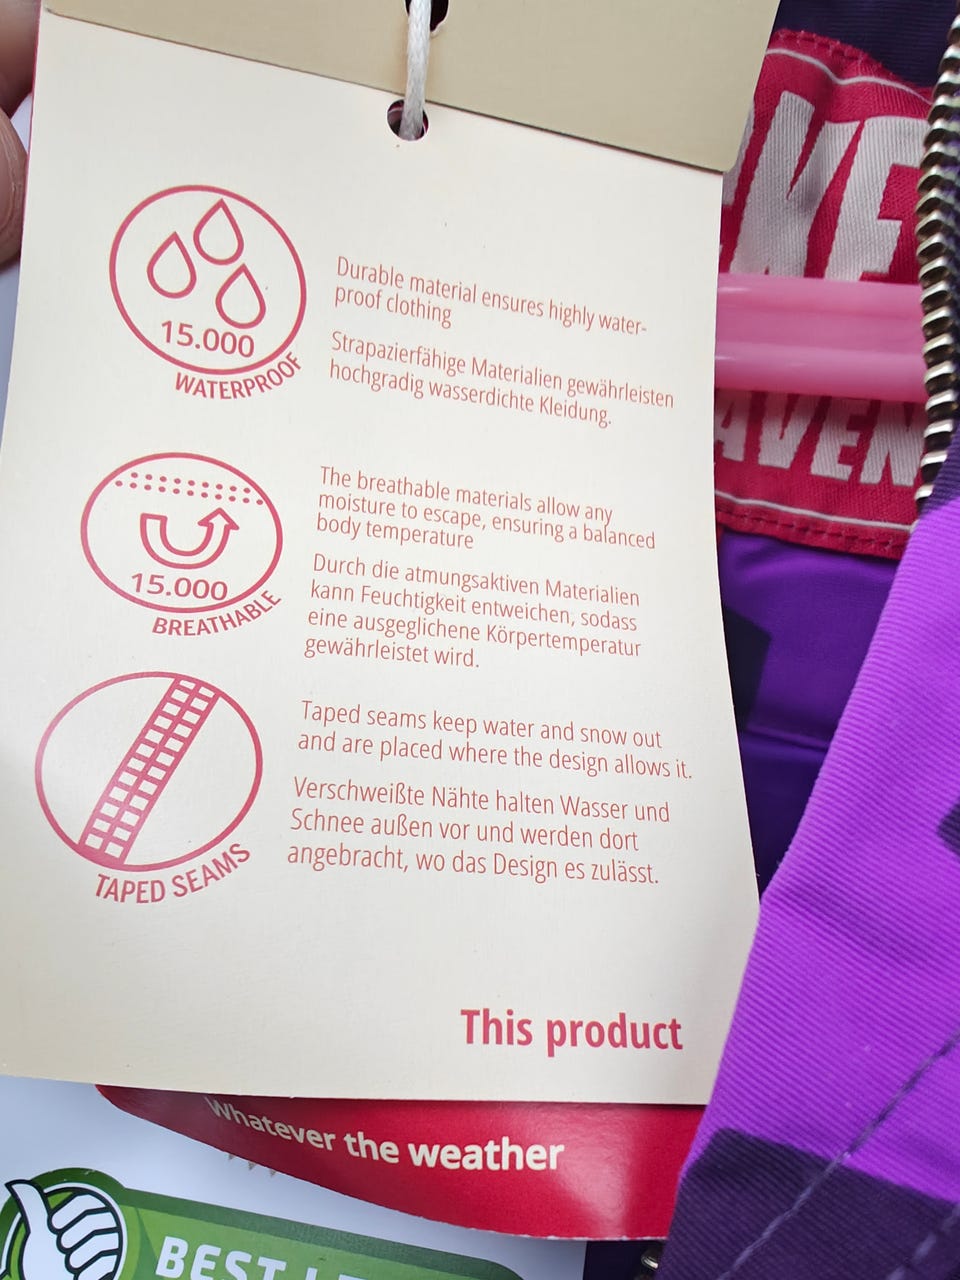 15.000
WATERPROOF
Durable material ensures highly water-
proof clothing
Strapazierfähige Materialien gewährleisten
hochgradig wasserdichte Kleidung.
15.000
BREATHABLE
The breathable materials allow any
moisture to escape, ensuring a balanced
body temperature
Durch die atmungsaktiven Materialien
kann Feuchtigkeit entweichen, sodass
eine ausgeglichene Körpertemperatur
gewährleistet wird.
TAPED SEAMS
Taped seams keep water and snow out
and are placed where the design allows it.
Verschweißte Nähte halten Wasser und
Schnee außen vor und werden dort
angebracht, wo das Design es zulässt.
This product
Whatever the weather
BEST